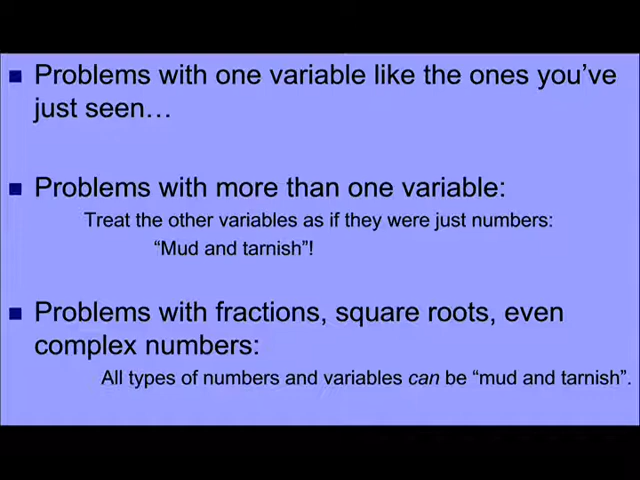 Problems with one variable like the ones you've
just seen…
Problems with more than one variable:
Treat the other variables as if they were just numbers:
"Mud and tarnish"!
Problems with fractions, square roots, even
complex numbers:
All types of numbers and variables can be "mud and tarnish".